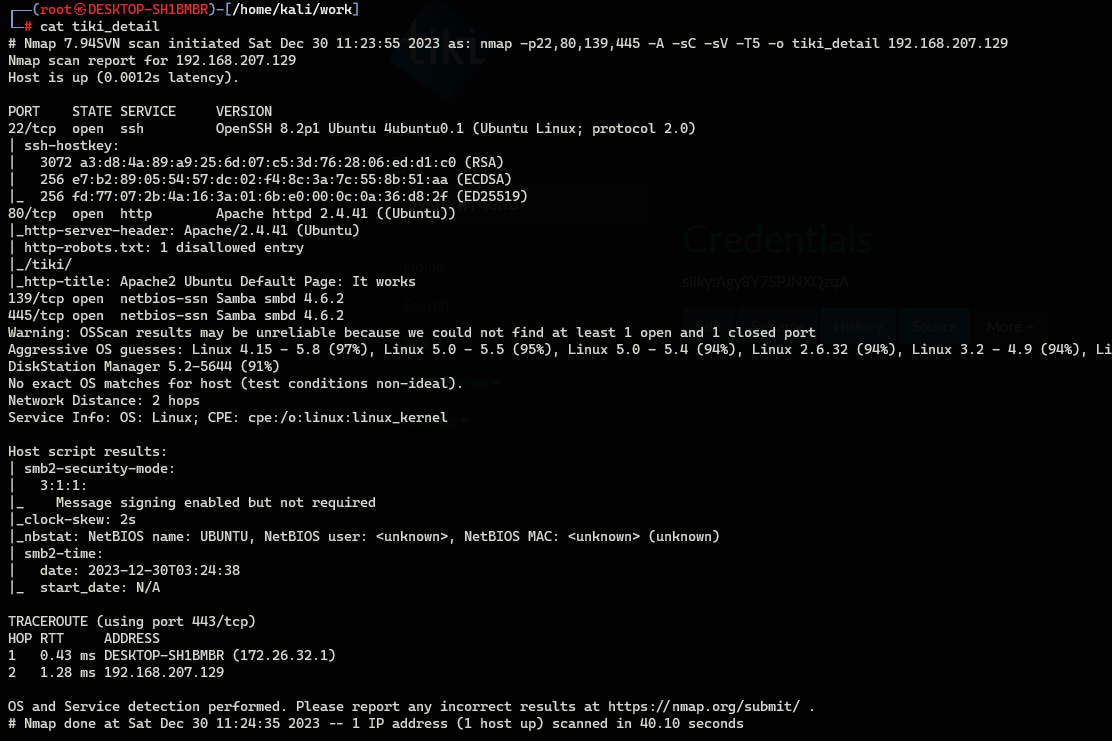 ┌──(root㉿DESKTOP-SH1BMBR)-[/home/kali/work]
└─# cat tiki_detail
# Nmap 7.94SVN scan initiated Sat Dec 30 11:23:55 2023 as: nmap -p22,80,139,445 -A -sC -sV -T5 -o tiki_detail 192.168.207.129
Nmap scan report for 192.168.207.129
Host is up (0.0012s latency).
PORT    STATE SERVICE     VERSION
22/tcp  open  ssh         OpenSSH 8.2p1 Ubuntu 4ubuntu0.1 (Ubuntu Linux; protocol 2.0)
| ssh-hostkey:
|   3072 a3:d8:4a:89:a9:25:6d:07:c5:3d:76:28:06:ed:d1:c0 (RSA)
|   256 e7:b2:89:05:54:57:dc:02:f4:8c:3a:7c:55:8b:51:aa (ECDSA)
|_  256 fd:77:07:2b:4a:16:3a:01:6b:e0:00:0c:0a:36:d8:2f (ED25519)
80/tcp  open  http        Apache httpd 2.4.41 ((Ubuntu))
|_http-server-header: Apache/2.4.41 (Ubuntu)
| http-robots.txt: 1 disallowed entry
|_/tiki/
|_http-title: Apache2 Ubuntu Default Page: It works
139/tcp open  netbios-ssn Samba smbd 4.6.2
445/tcp open  netbios-ssn Samba smbd 4.6.2
Warning: OSScan results may be unreliable because we could not find at least 1 open and 1 closed port
Aggressive OS guesses: Linux 4.15 - 5.8 (97%), Linux 5.0 - 5.5 (95%), Linux 5.0 - 5.4 (94%), Linux 2.6.32 (94%), Linux 3.2 - 4.9 (94%), Li
DiskStation Manager 5.2-5644 (91%)
No exact OS matches for host (test conditions non-ideal).
Network Distance: 2 hops
Service Info: OS: Linux; CPE: cpe:/o:linux:linux_kernel
Host script results:
| smb2-security-mode:
|   3:1:1:
|_    Message signing enabled but not required
|_clock-skew: 2s
|_nbstat: NetBIOS name: UBUNTU, NetBIOS user: <unknown>, NetBIOS MAC: <unknown> (unknown)
| smb2-time:
|   date: 2023-12-30T03:24:38
|_  start_date: N/A
TRACEROUTE (using port 443/tcp)
HOP RTT     ADDRESS
1   0.43 ms DESKTOP-SH1BMBR (172.26.32.1)
2   1.28 ms 192.168.207.129
OS and Service detection performed. Please report any incorrect results at https://nmap.org/submit/ .
# Nmap done at Sat Dec 30 11:24:35 2023 -- 1 IP address (1 host up) scanned in 40.10 seconds
tiki
Credentials
silky:Agy8Y7SPJNXQzqA
Home
Search
History
Source
More